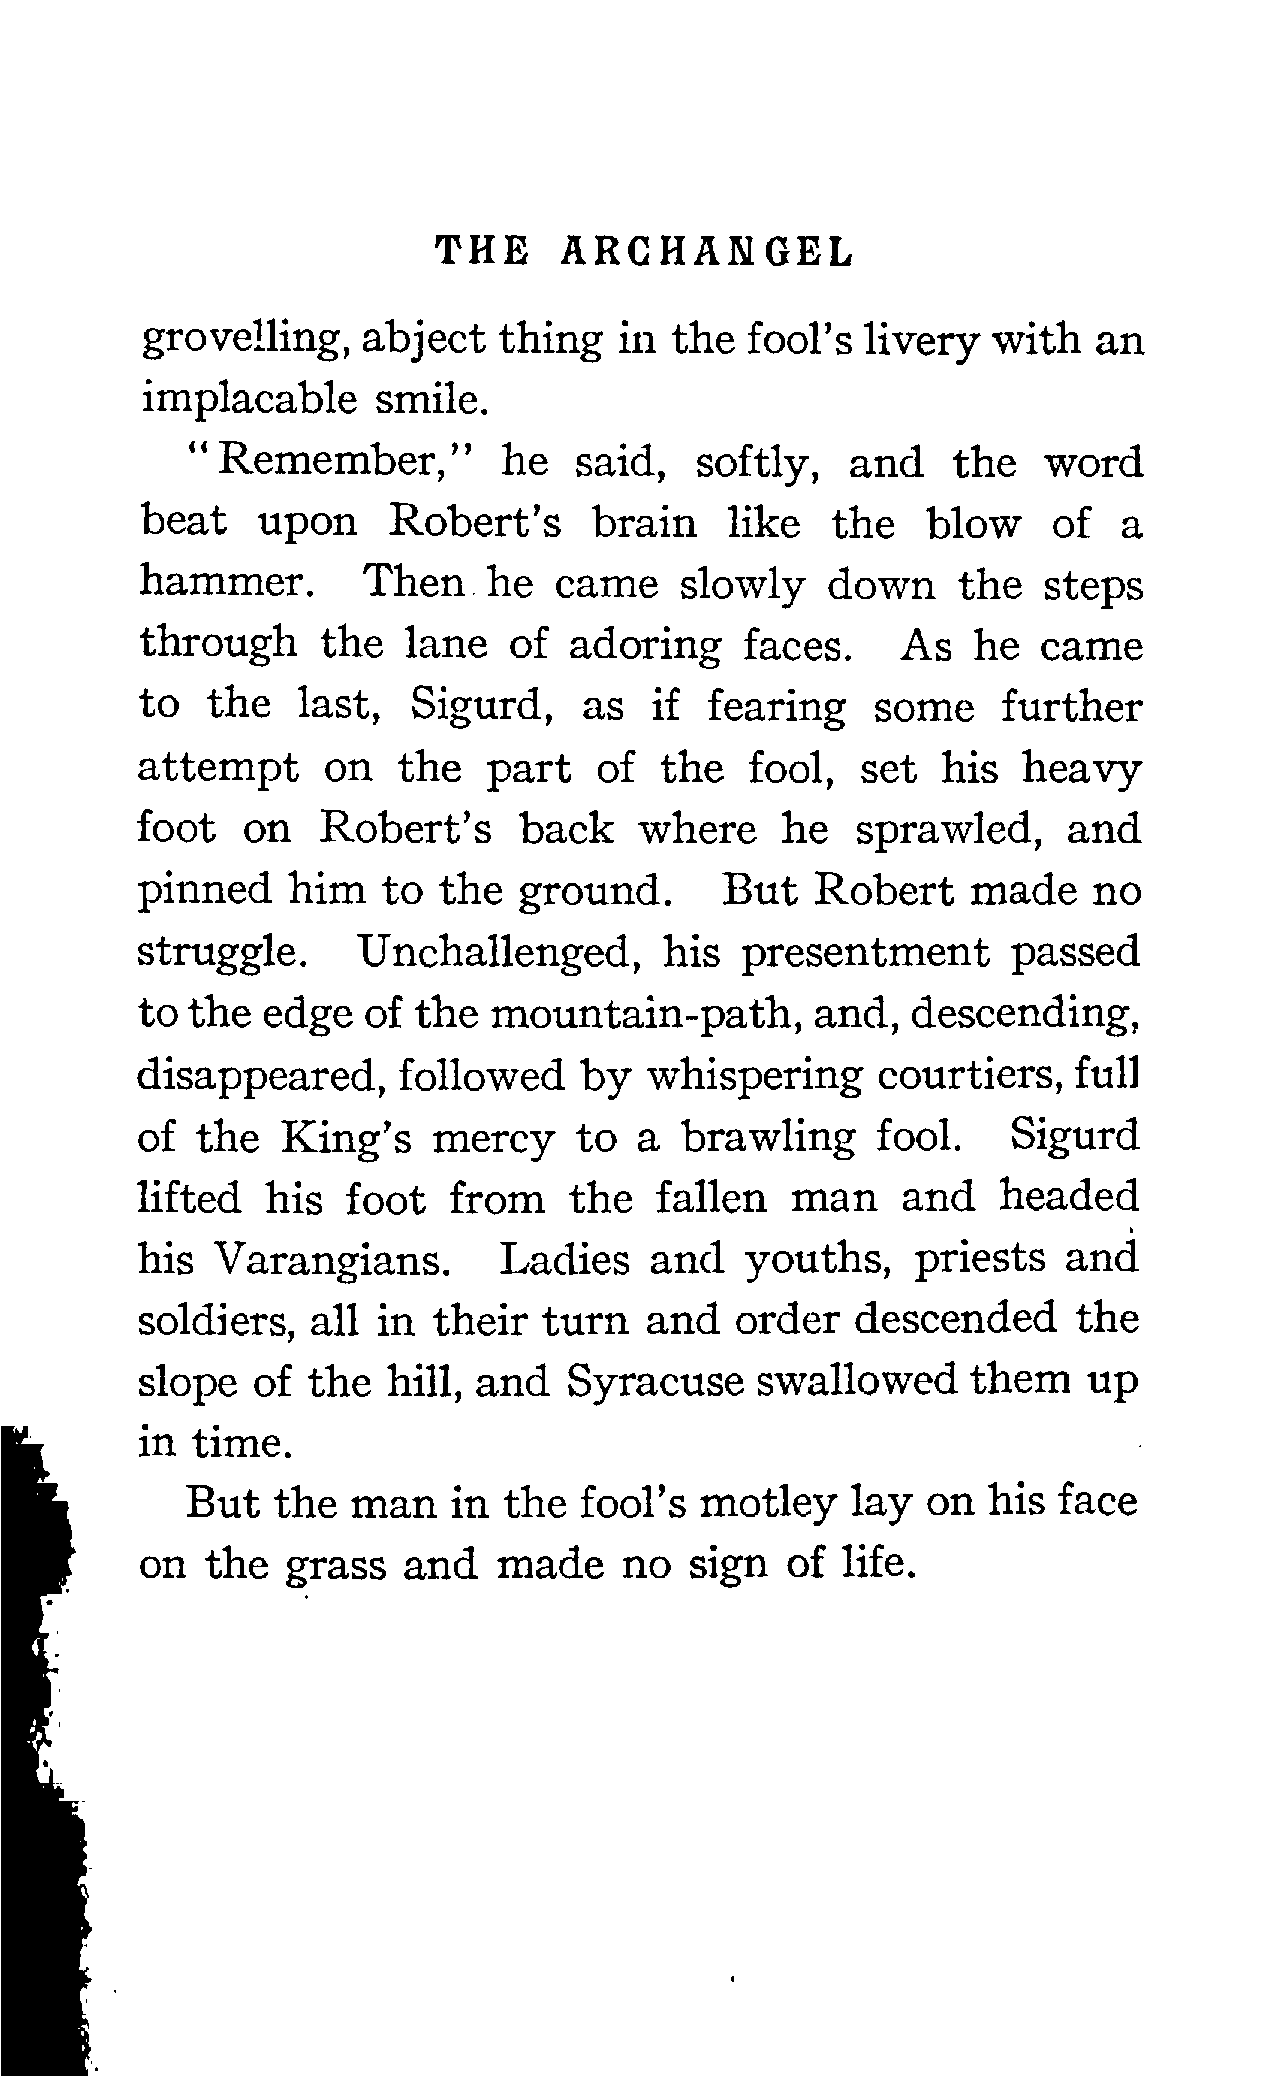 THE ARCHANGEL
grovelling, abject thing in the fool's livery with an
implacable smile.
"Remember," he said, softly, and the word
beat upon Robert's brain like the blow of a
hammer. Then he came slowly down the steps
through the lane of adoring faces. As he came
to the last, Sigurd, as if fearing some further
attempt on the part of the fool, set his heavy
foot on Robert's back where he sprawled, and
pinned him to the ground. But Robert made no
struggle. Unchallenged, his presentment passed
to the edge of the mountain-path, and, descending,
disappeared, followed by whispering courtiers, full
of the King's mercy to a brawling fool. Sigurd
lifted his foot from the fallen man and headed
his Varangians. Ladies and youths, priests and
soldiers, all in their turn and order descended the
slope of the hill, and Syracuse swallowed them up
in time.
But the man in the fool's motley lay on his face
on the grass and made no sign of life.